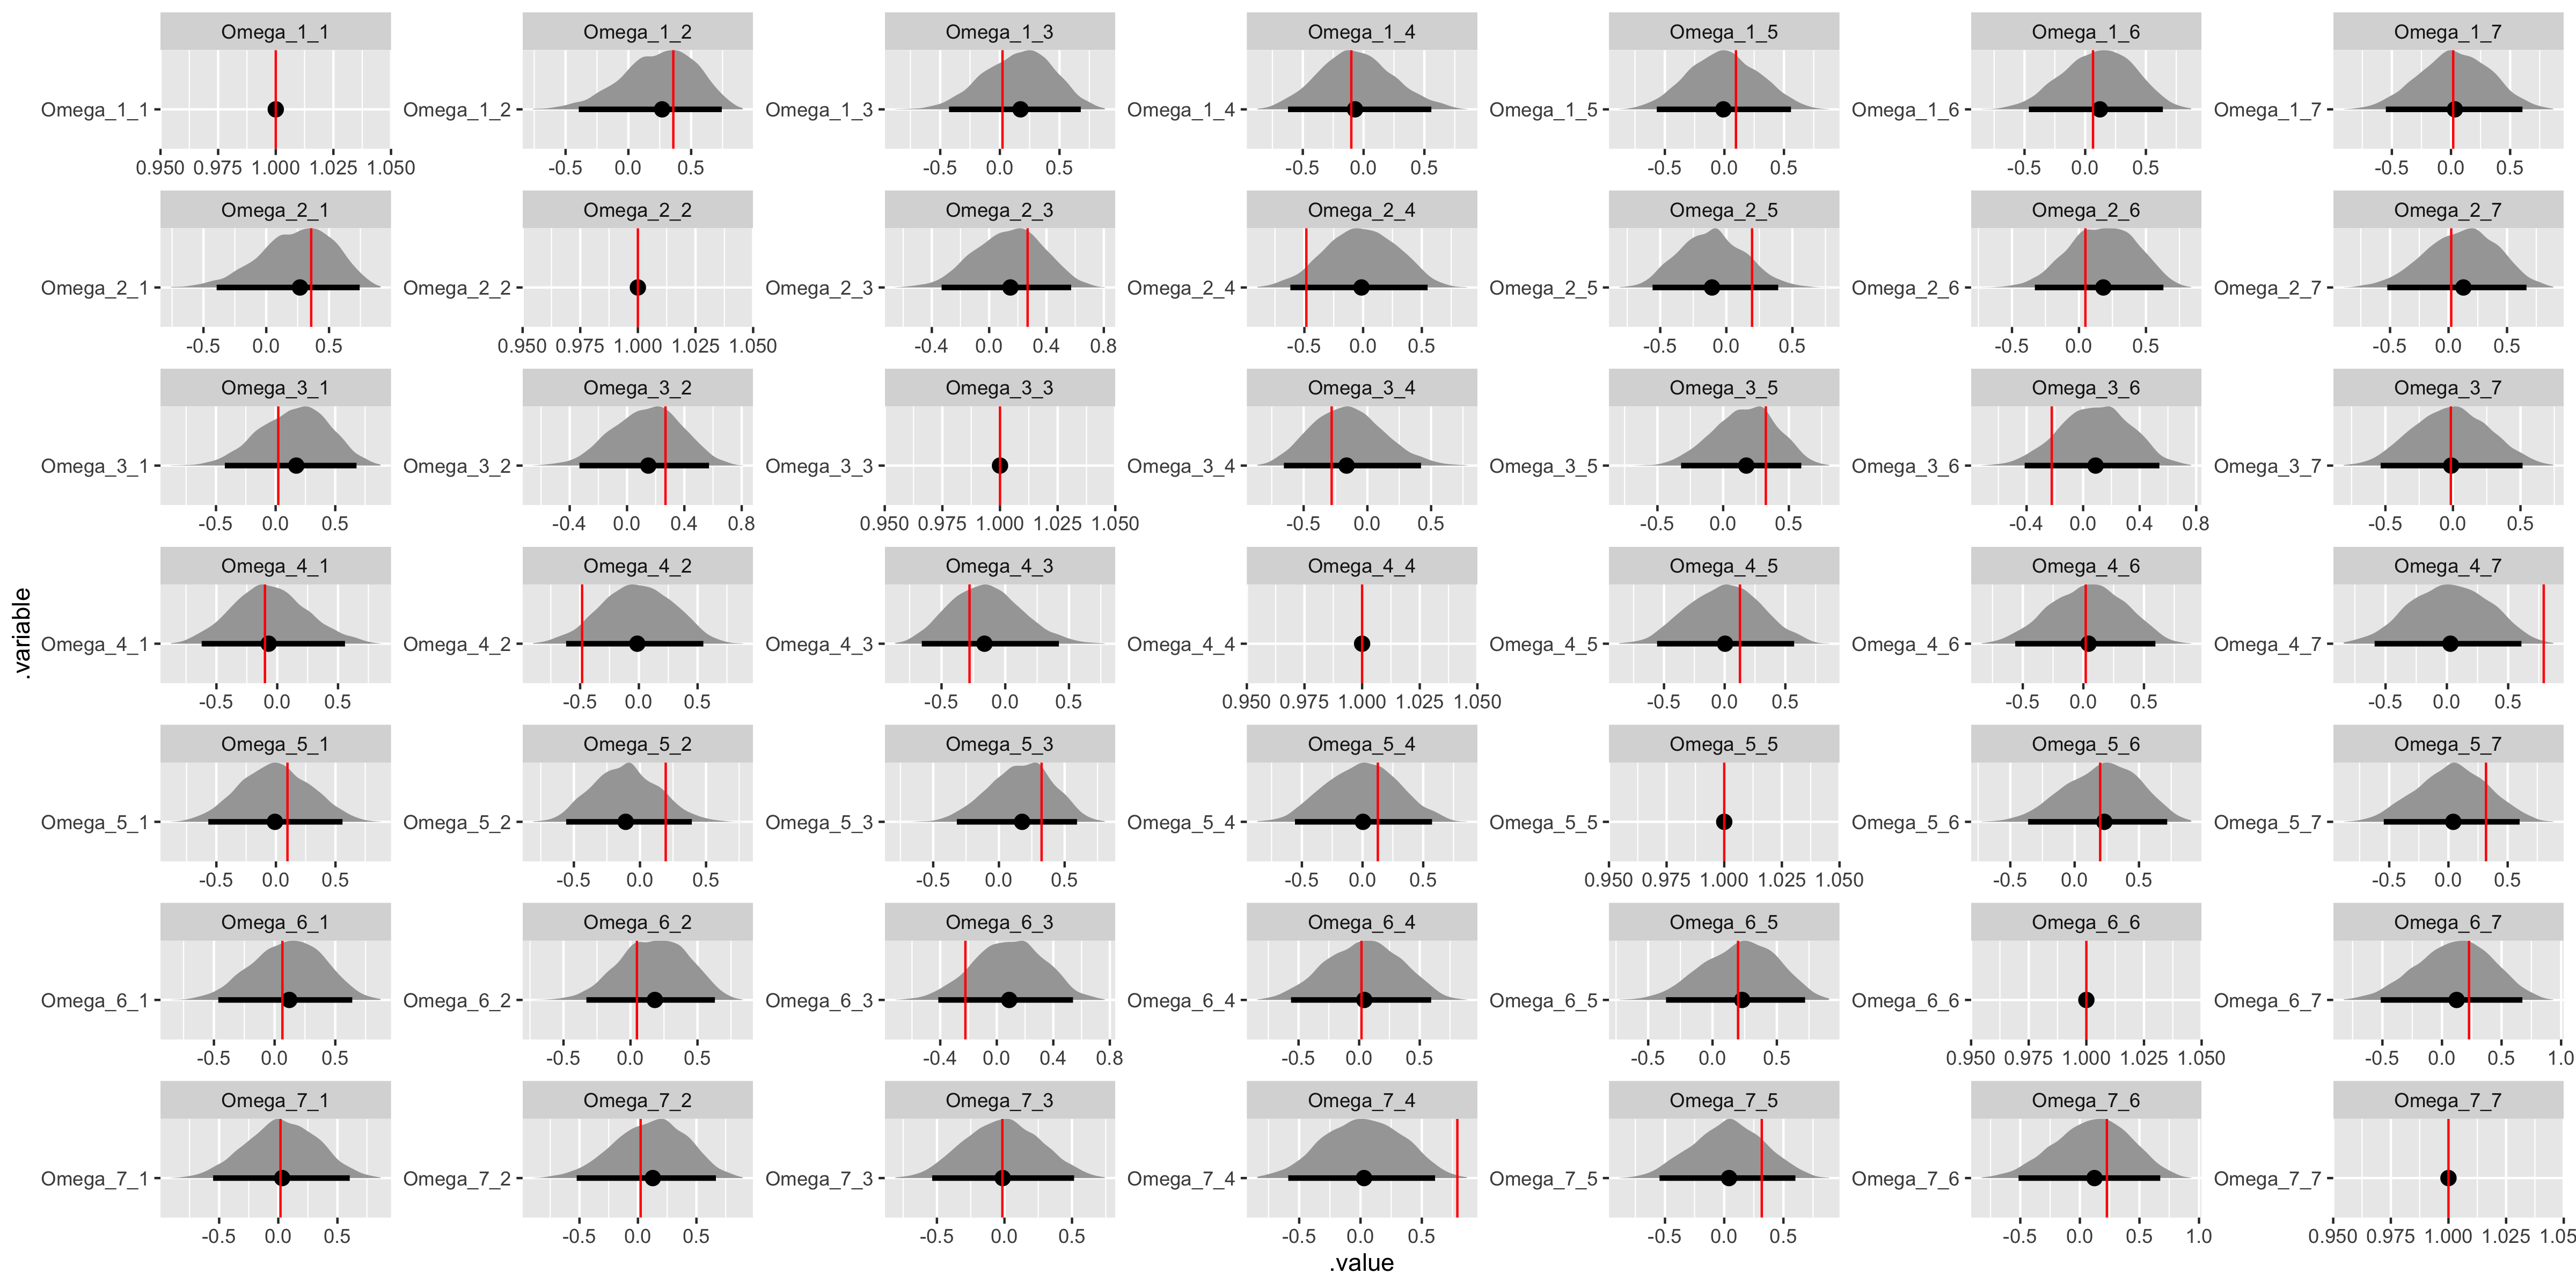 Omega_1_1 Omega_1_2 Omega_1_3 Omega_1_4 Omega_1_5 Omega_1_6 Omega_1_7
Omega_1_1 Omega_1_2 Omega_1_3 Omega_1_4 Omega_1_5 Omega_1_6 Omega_1_7
0.950 0.975 1.000 1.025 1.050 -0.5 0.0 0.5 -0.5 0.0 0.5 -0.5 0.0 0.5 -0.5 0.0 0.5 -0.5 0.0 0.5 -0.5 0.0 0.5
Omega_2_1 Omega_2_2 Omega_2_3 Omega_2_4 Omega_2_5 Omega_2_6 Omega_2_7
Omega_2_1 Omega_2_2 Omega_2_3 Omega_2_4 Omega_2_5 Omega_2_6 Omega_2_7
-0.5 0.0 0.5 0.950 0.975 1.000 1.025 1.050 -0.4 0.0 0.4 0.8 -0.5 0.0 0.5 -0.5 0.0 0.5 -0.5 0.0 0.5 -0.5 0.0 0.5
Omega_3_1 Omega_3_2 Omega_3_3 Omega_3_4 Omega_3_5 Omega_3_6 Omega_3_7
Omega_3_1 Omega_3_2 Omega_3_3 Omega_3_4 Omega_3_5 Omega_3_6 Omega_3_7
-0.5 0.0 0.5 -0.4 0.0 0.4 0.8 0.950 0.975 1.000 1.025 1.050 -0.5 0.0 0.5 -0.5 0.0 0.5 -0.4 0.0 0.4 0.8 -0.5 0.0 0.5
.variable
Omega_4_1 Omega_4_2 Omega_4_3 Omega_4_4 Omega_4_5 Omega_4_6 Omega_4_7
Omega_4_1 Omega_4_2 Omega_4_3 Omega_4_4 Omega_4_5 Omega_4_6 Omega_4_7
-0.5 0.0 0.5 -0.5 0.0 0.5 -0.5 0.0 0.5 0.950 0.975 1.000 1.025 1.050 -0.5 0.0 0.5 -0.5 0.0 0.5 -0.5 0.0 0.5
Omega_5_1 Omega_5_2 Omega_5_3 Omega_5_4 Omega_5_5 Omega_5_6 Omega_5_7
Omega_5_1 Omega_5_2 Omega_5_3 Omega_5_4 Omega_5_5 Omega_5_6 Omega_5_7
-0.5 0.0 0.5 -0.5 0.0 0.5 -0.5 0.0 0.5 -0.5 0.0 0.5 0.950 0.975 1.000 1.025 1.050 -0.5 0.0 0.5 -0.5 0.0 0.5
Omega_6_1 Omega_6_2 Omega_6_3 Omega_6_4 Omega_6_5 Omega_6_6 Omega_6_7
Omega_6_1 Omega_6_2 Omega_6_3 Omega_6_4 Omega_6_5 Omega_6_6 Omega_6_7
-0.5 0.0 0.5 -0.5 0.0 0.5 -0.4 0.0 0.4 0.8 -0.5 0.0 0.5 -0.5 0.0 0.5 0.950 0.975 1.000 1.025 1.050 -0.5 0.0 0.5 1.0
Omega_7_1 Omega_7_2 Omega_7_3 Omega_7_4 Omega_7_5 Omega_7_6 Omega_7_7
Omega_7_1 Omega_7_2 Omega_7_3 Omega_7_4 Omega_7_5 Omega_7_6 Omega_7_7
-0.5 0.0 0.5 -0.5 0.0 0.5 -0.5 0.0 0.5 -0.5 0.0 0.5 -0.5 0.0 0.5 -0.5 0.0 0.5 1.0 0.950 0.975 1.000 1.025 1.05
.value